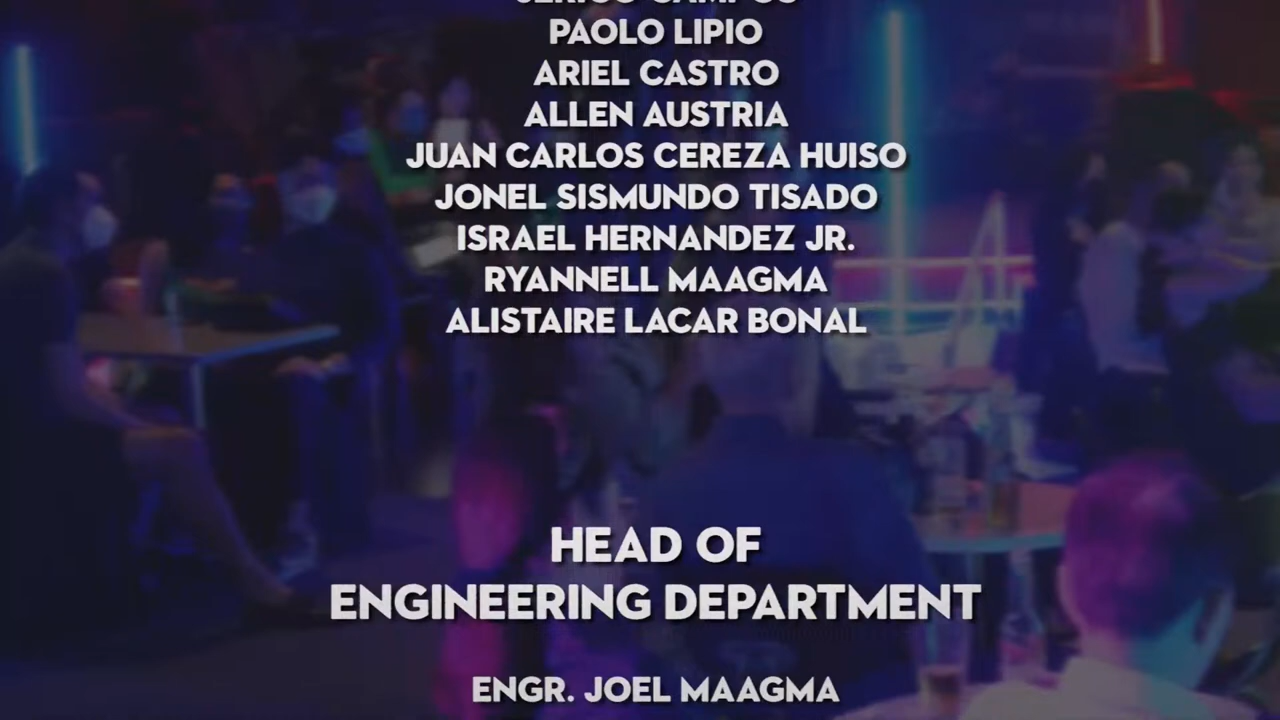 PAOLO LIPIO
ARIEL CASTRO
ALLEN AUSTRIA
JUAN CARLOS CEREZA HUISO
JONEL SISMUNDO TISADO
ISRAEL HERNANDEZ JR.
RYANNELL MAAGMA
ALISTAIRE LACAR BONAL
HEAD OF
ENGINEERING DEPARTMENT
ENGR. JOEL MAAGMA